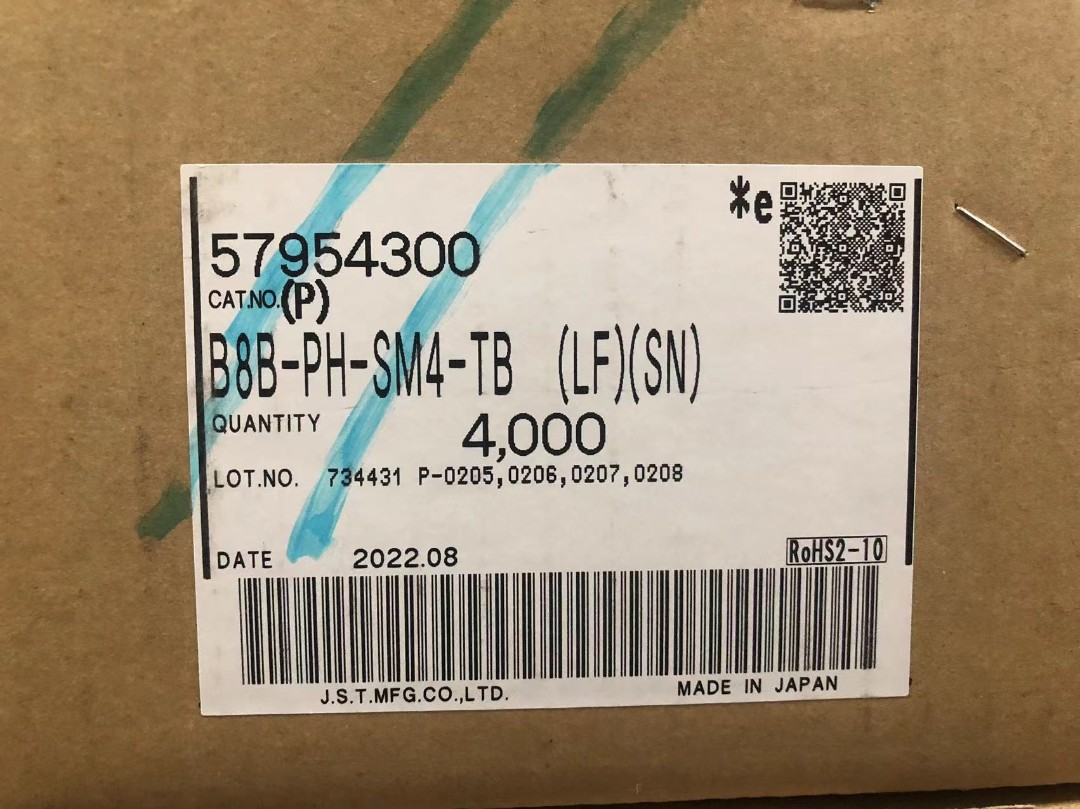 *e
57954300
CAT.NO.(P)
B8B-PH-SM4-TB (LF)(SN)
QUANTITY 4,000
LOT.NO. 734431 P-0205,0206,0207,0208
DATE 2022.08 RoHS2-10
J.S.T.MFG.CO.,LTD. MADE IN JAPAN